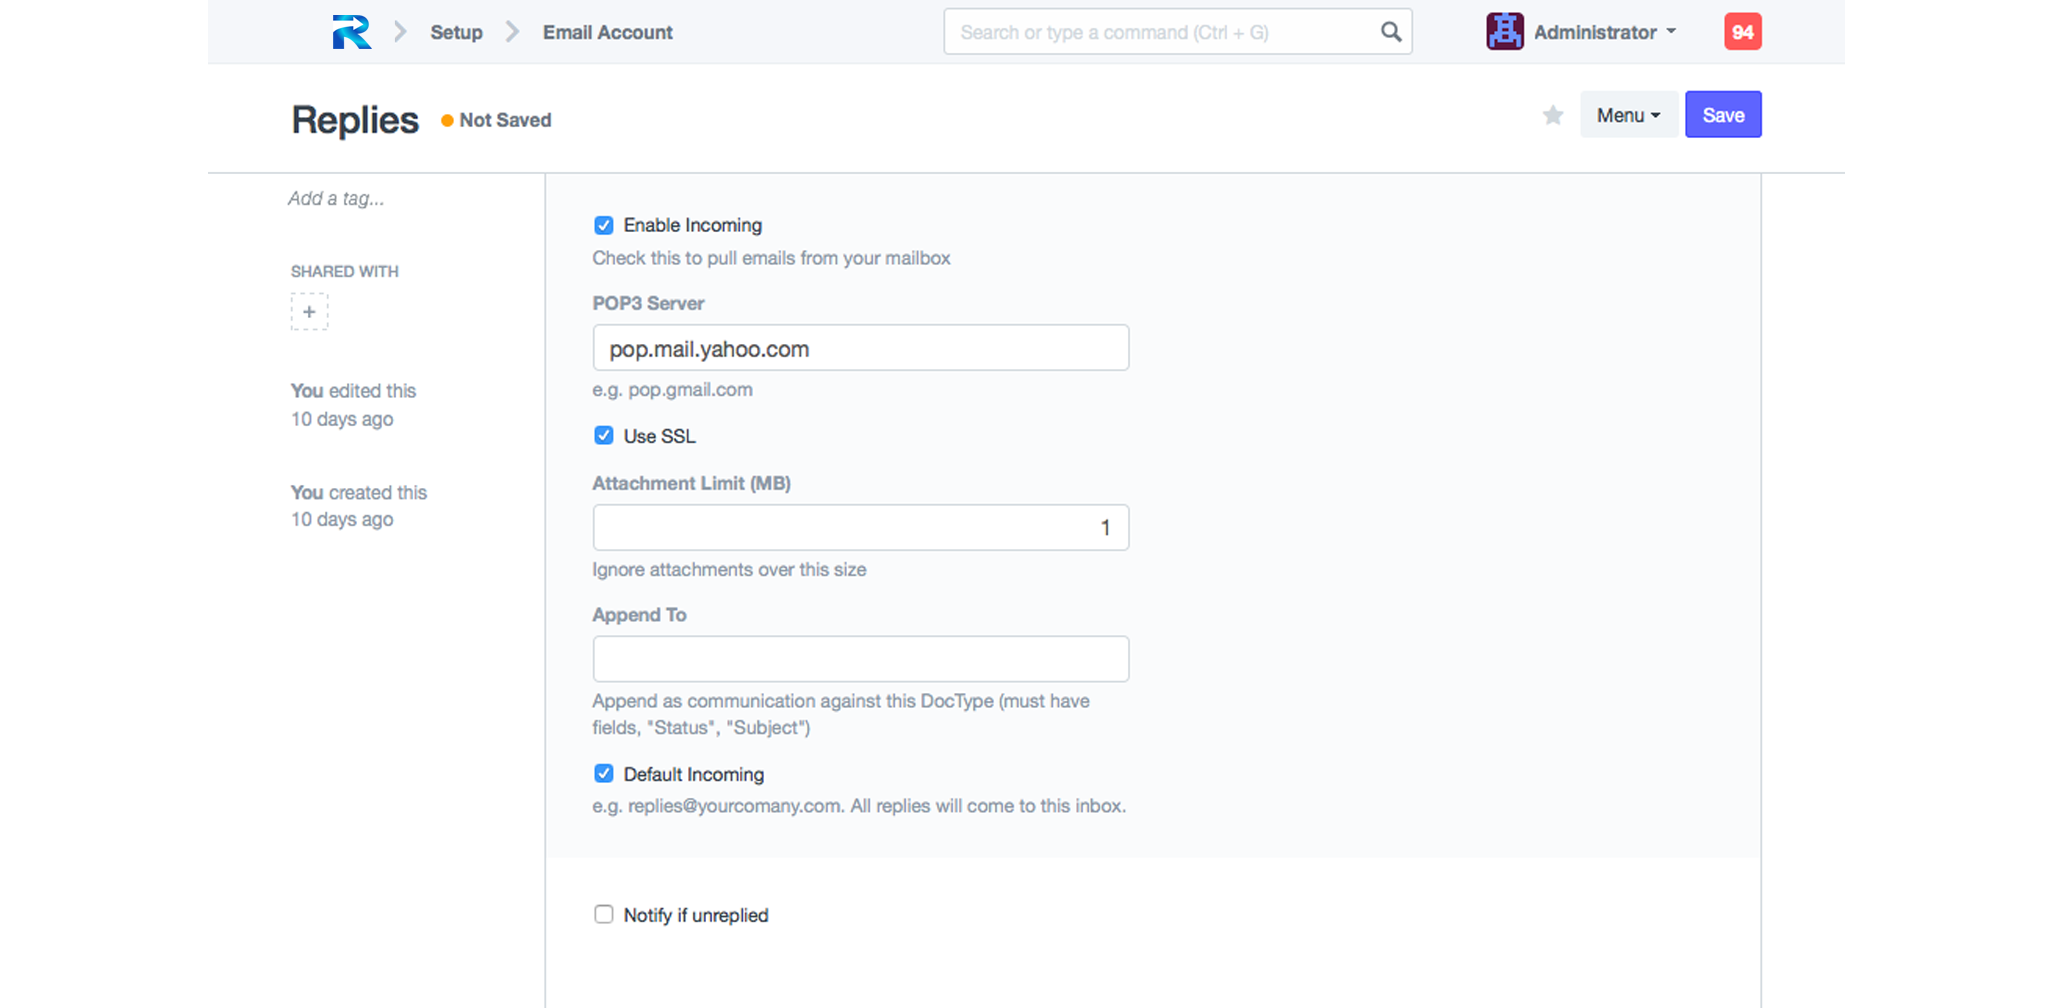 Setup
Email Account
Search or type a command (Ctrl + G)
Administrator
94
Replies
Not Saved
Menu
Save
Add a tag...
SHARED WITH
+
You edited this
10 days ago
You created this
10 days ago
Enable Incoming
Check this to pull emails from your mailbox
POP3 Server
pop.mail.yahoo.com
e.g. pop.gmail.com
Use SSL
Attachment Limit (MB)
1
Ignore attachments over this size
Append To
Append as communication against this DocType (must have
fields, "Status", "Subject")
Default Incoming
e.g. replies@yourcomany.com. All replies will come to this inbox.
Notify if unreplied